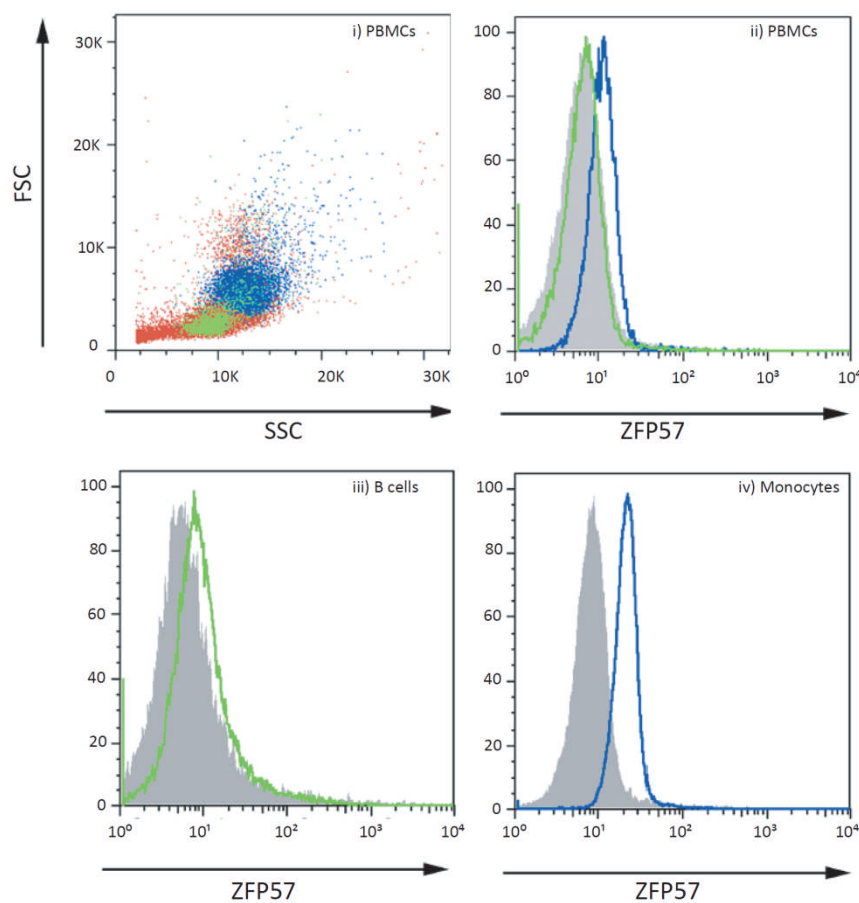 i) PBMCs
30K
20K
10K
0
0 10K 20K 30K
FSC
SSC
ii) PBMCs
100
80
60
40
20
0
10⁰ 10¹ 10² 10³ 10⁴
ZFP57
iii) B cells
100
80
60
40
20
0
10⁰ 10¹ 10² 10³ 10⁴
ZFP57
iv) Monocytes
100
80
60
40
20
0
10⁰ 10¹ 10² 10³ 10⁴
ZFP57